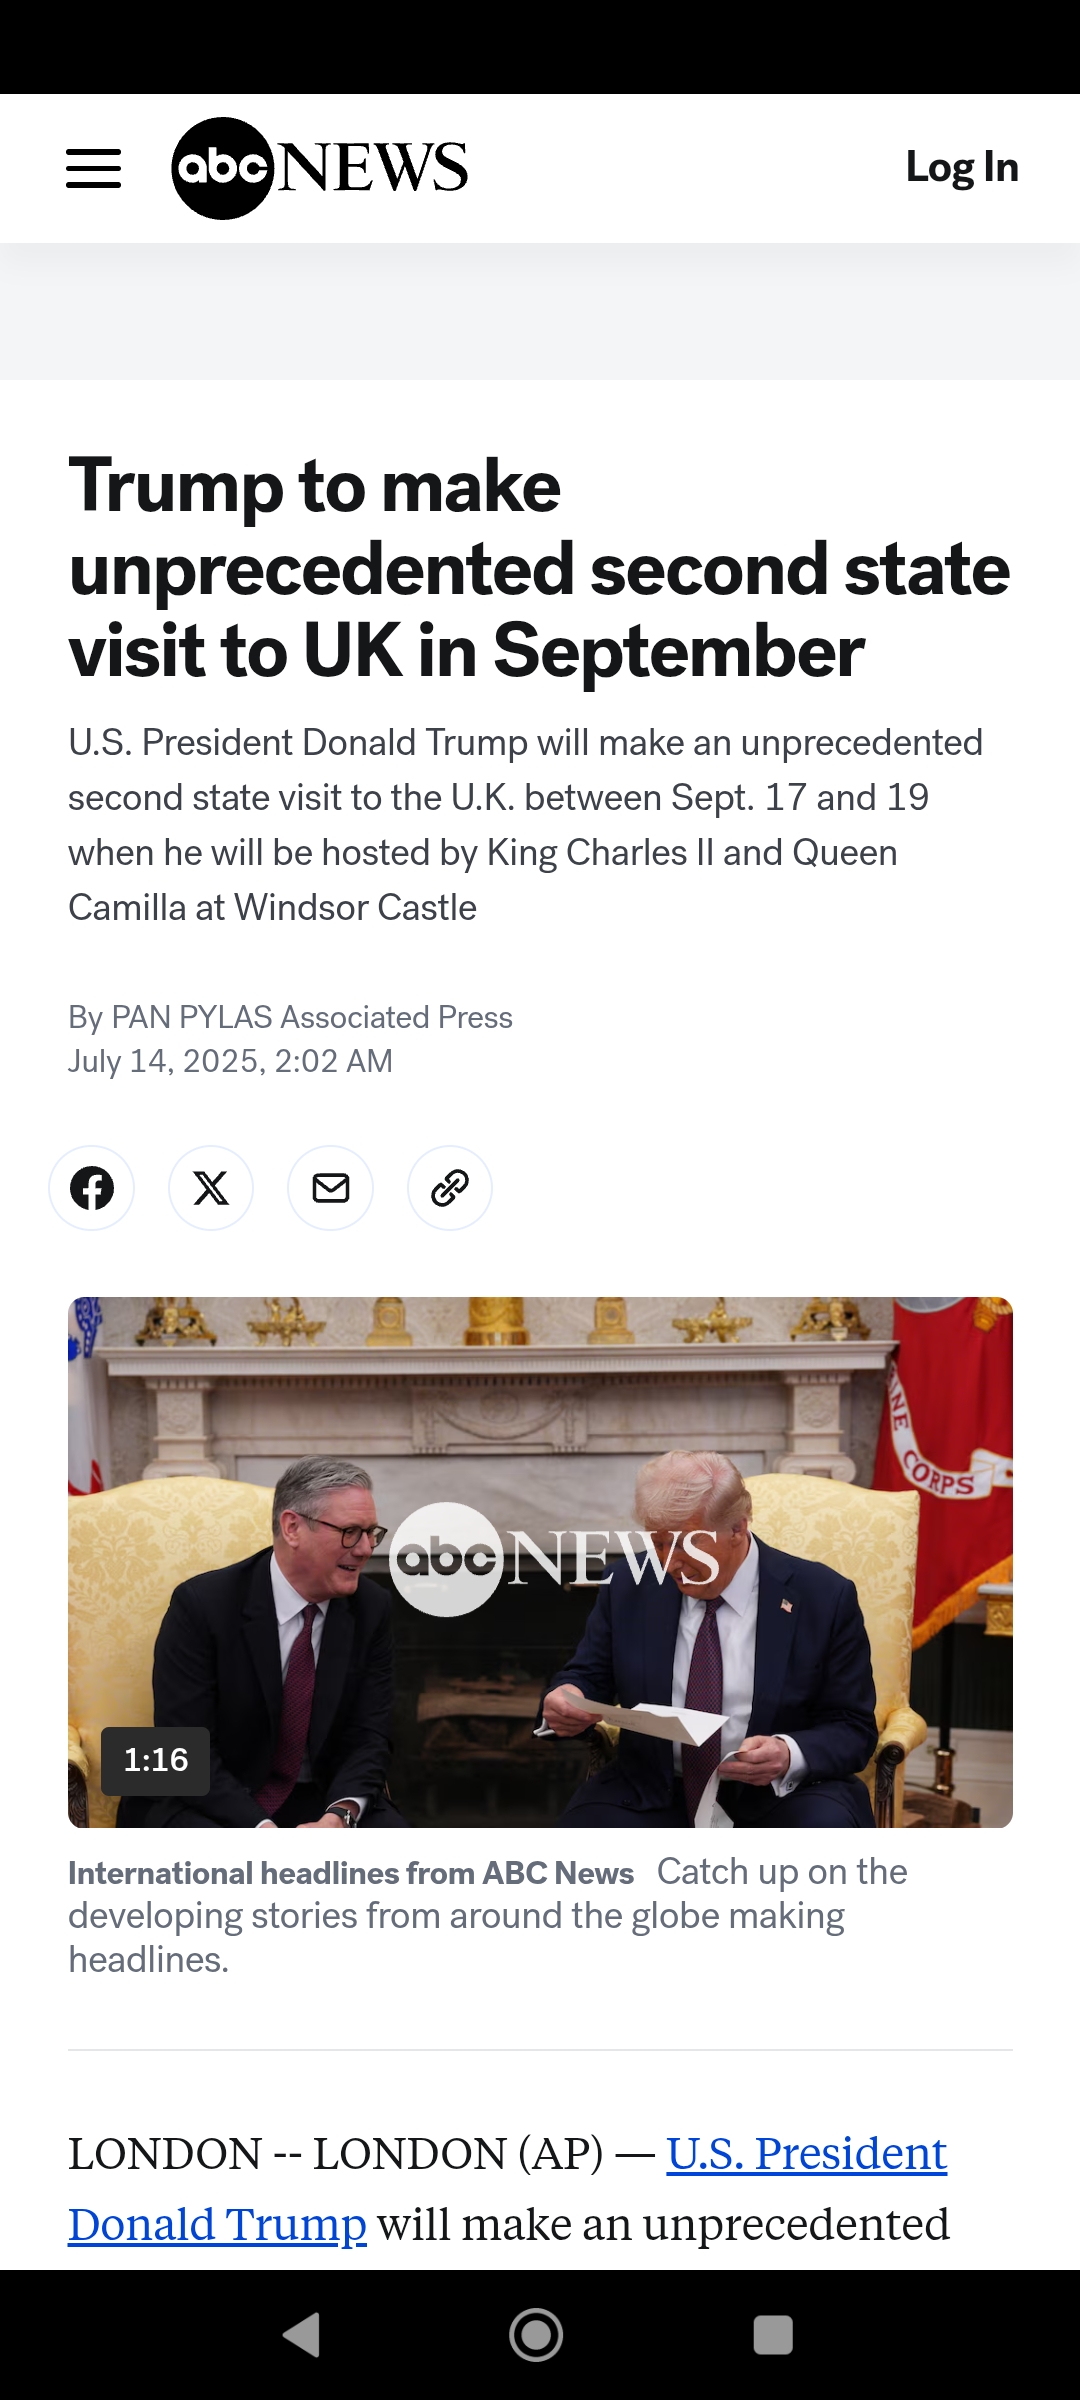 abc NEWS
Log In
Trump to make
unprecedented second state
visit to UK in September
U.S. President Donald Trump will make an unprecedented
second state visit to the U.K. between Sept. 17 and 19
when he will be hosted by King Charles II and Queen
Camilla at Windsor Castle
By PAN PYLAS Associated Press
July 14, 2025, 2:02 AM
INE CORPS
abc NEWS
1:16
International headlines from ABC News Catch up on the
developing stories from around the globe making
headlines.
LONDON -- LONDON (AP) — U.S. President
Donald Trump will make an unprecedented